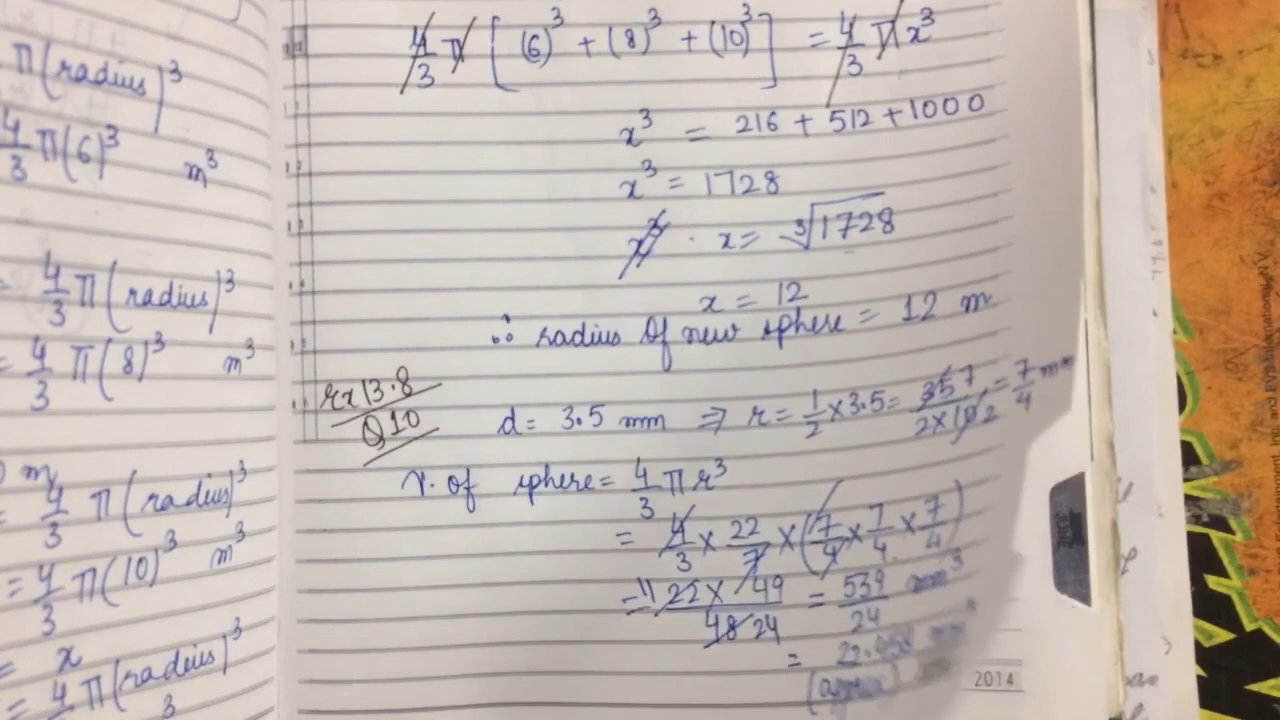 π(radius)³
4/3 π(6)³ m³
= 4/3 π(radius)³
= 4/3 π(8)³ m³
m
= 4/3 π(radius)³
= 4/3 π(10)³ m³
= x
= 4/3 π(radius)³
3
4/3 π [(6)³ + (8)³ + (10)³] = 4/3 π x³
x³ = 216 + 512 + 1000
x³ = 1728
x = ∛1728
x = 12
∴ radius of new sphere = 12 m
Ex 13.8
Q10
d = 3.5 mm ⇒ r = 1/2 × 3.5 = 35 7/2×10 2 = 7/4 mm
V. of sphere = 4/3 π r³
= 4/3 × 22/7 × (7/4 × 7/4 × 7/4)
= 11 22 × 49/48 24 = 539/24 mm³
=
2014